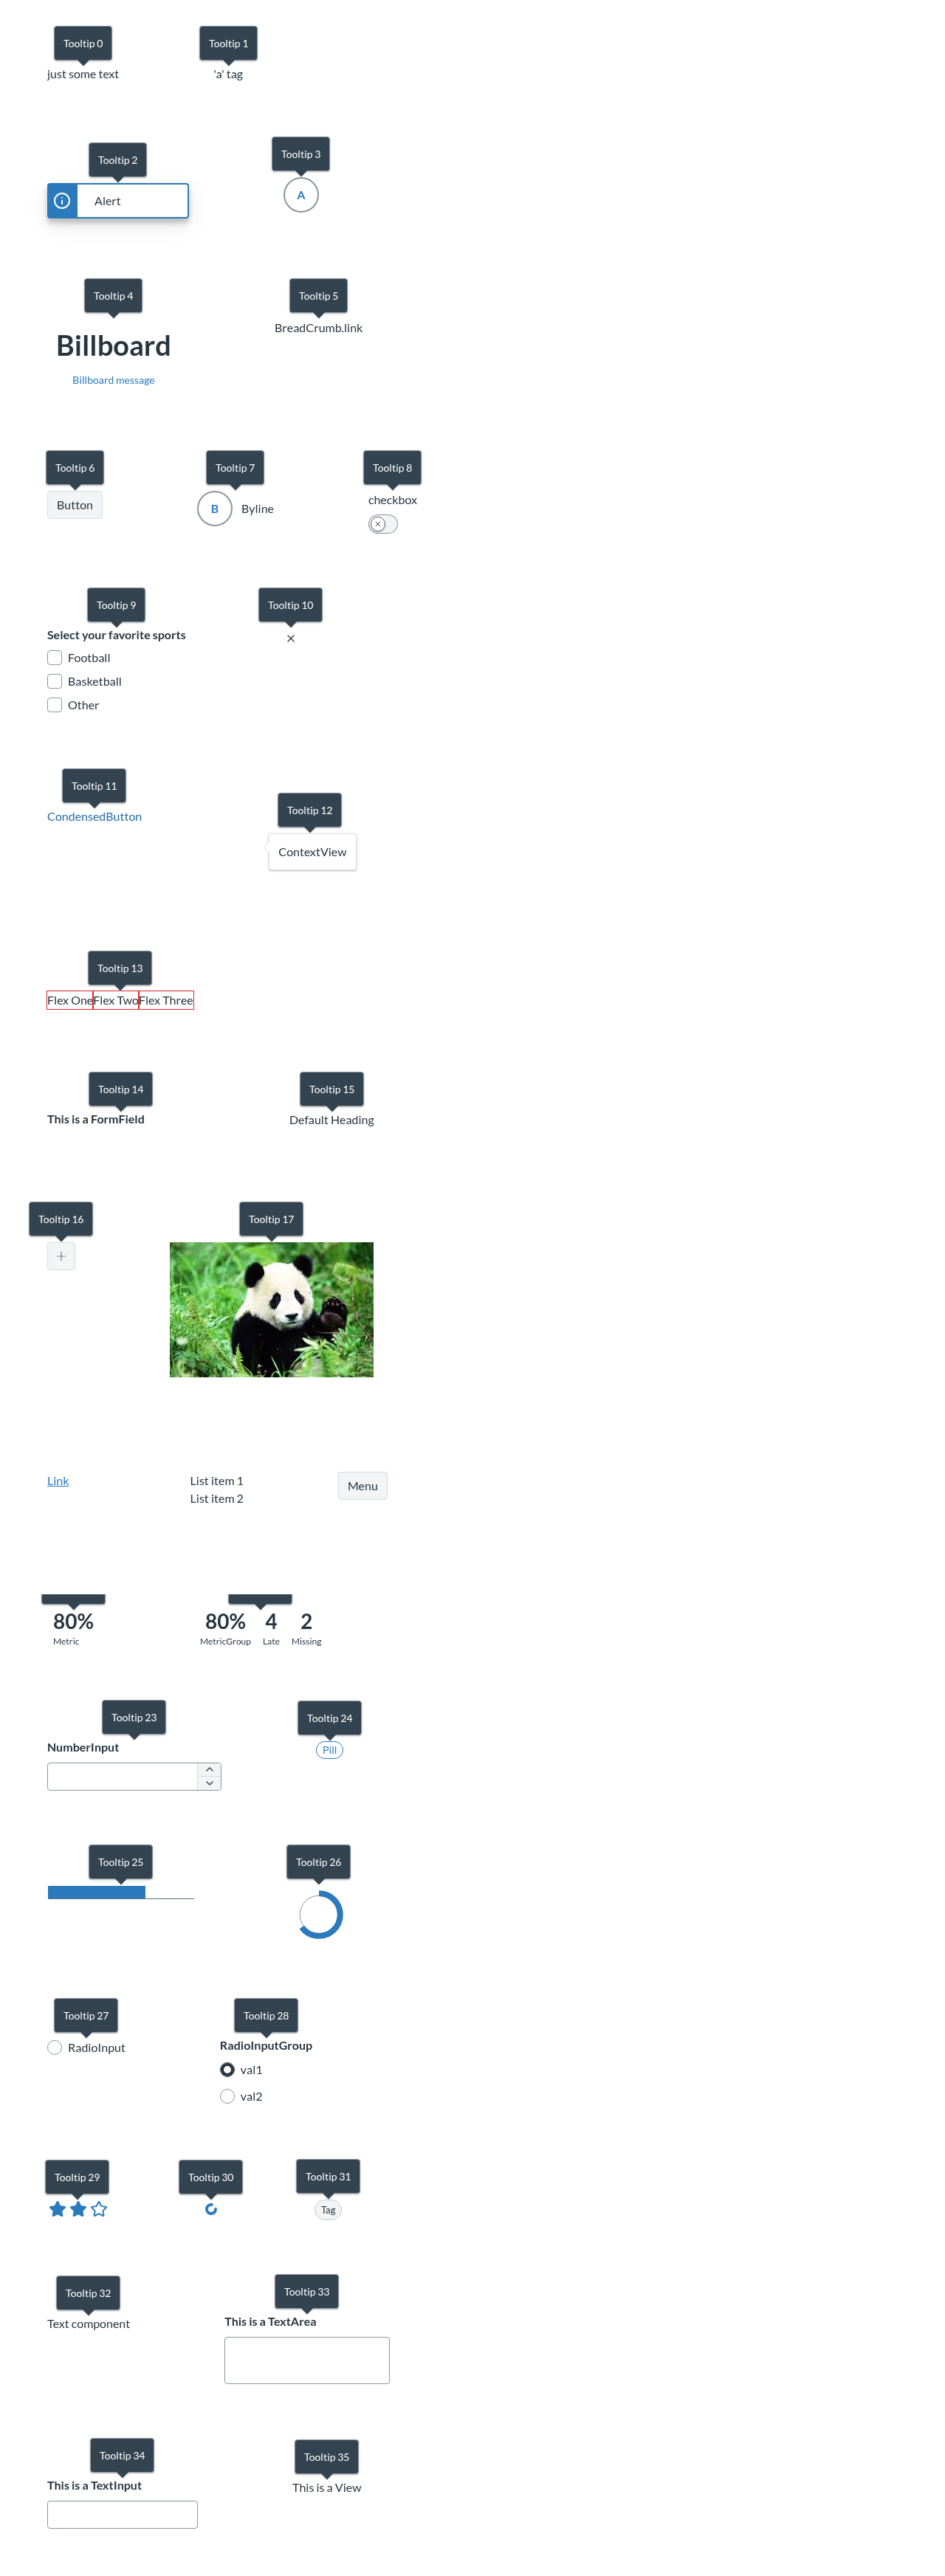 Tooltip 0
Tooltip 1
just some text
'a' tag
Tooltip 2
Tooltip 3
Alert
A
Tooltip 4
Tooltip 5
Billboard
BreadCrumb.link
Billboard message
Tooltip 6
Tooltip 7
Tooltip 8
Button
B
Byline
checkbox
Tooltip 9
Tooltip 10
Select your favorite sports
Football
Basketball
Other
Tooltip 11
Tooltip 12
CondensedButton
ContextView
Tooltip 13
Flex One
Flex Two
Flex Three
Tooltip 14
Tooltip 15
This is a FormField
Default Heading
Tooltip 16
Tooltip 17
Link
List item 1
List item 2
Menu
80%
Metric
80%
4
2
MetricGroup
Late
Missing
Tooltip 23
Tooltip 24
NumberInput
Pill
Tooltip 25
Tooltip 26
Tooltip 27
Tooltip 28
RadioInput
RadioInputGroup
val1
val2
Tooltip 29
Tooltip 30
Tooltip 31
Tag
Tooltip 32
Tooltip 33
Text component
This is a TextArea
Tooltip 34
Tooltip 35
This is a TextInput
This is a View